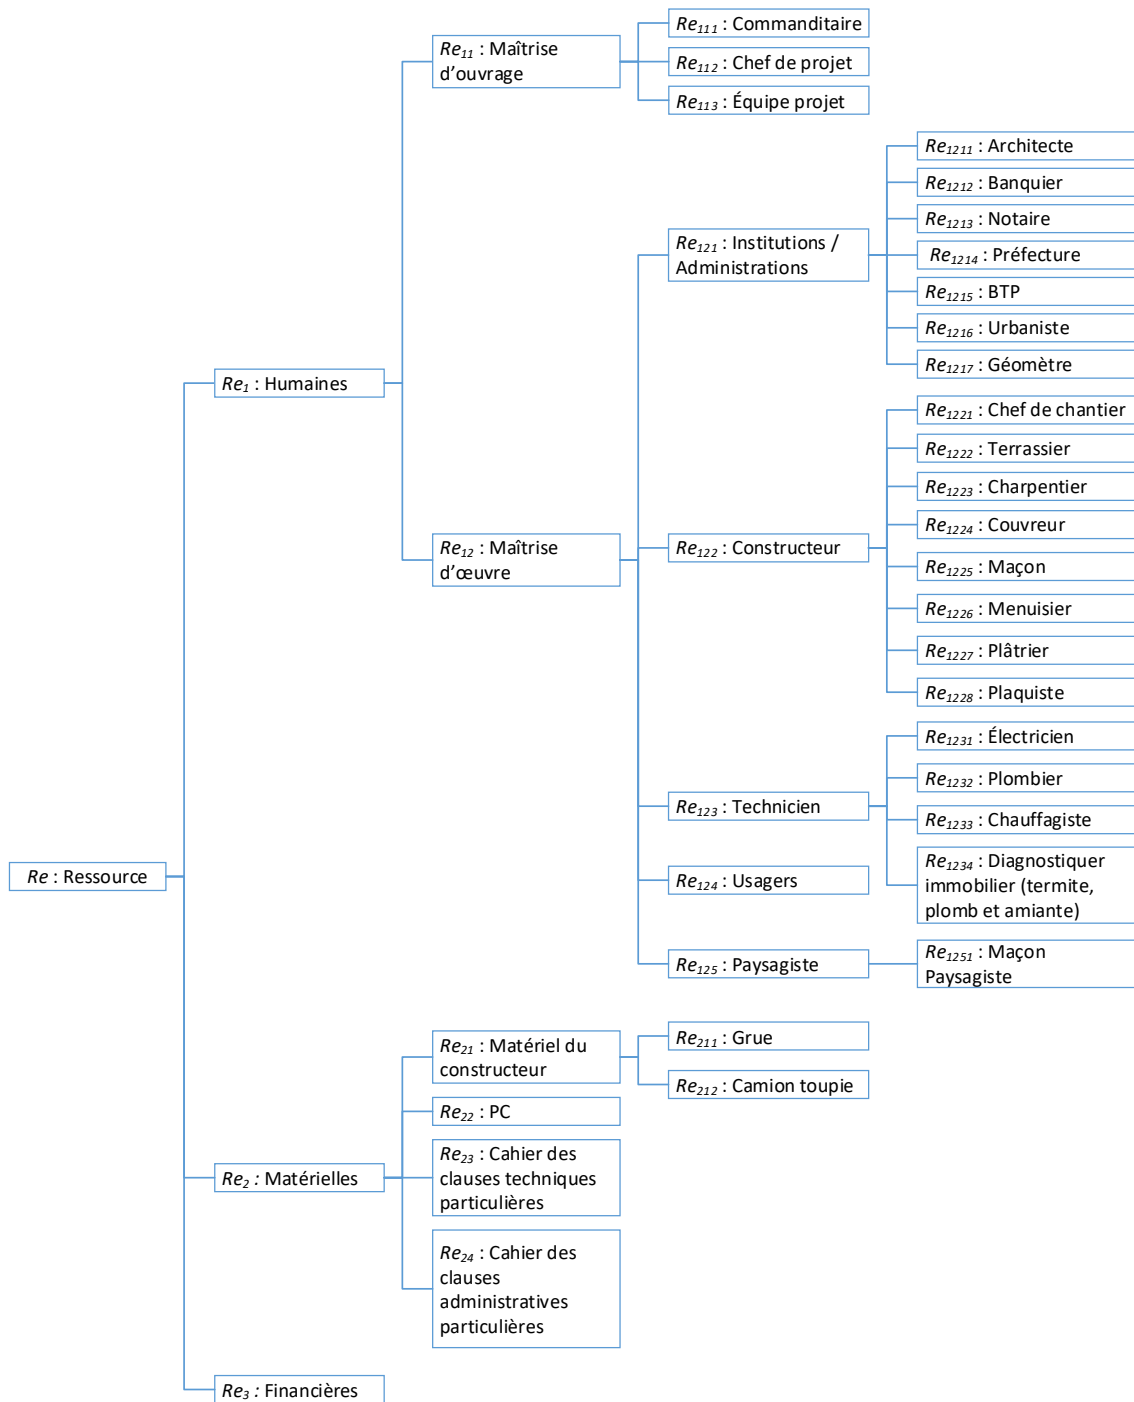 Re : Ressource
Re1 : Humaines
Re11 : Maîtrise
d'ouvrage
Re111 : Commanditaire
Re112 : Chef de projet
Re113 : Équipe projet
Re12 : Maîtrise
d'œuvre
Re121 : Institutions /
Administrations
Re1211 : Architecte
Re1212 : Banquier
Re1213 : Notaire
Re1214 : Préfecture
Re1215 : BTP
Re1216 : Urbaniste
Re1217 : Géomètre
Re122 : Constructeur
Re1221 : Chef de chantier
Re1222 : Terrassier
Re1223 : Charpentier
Re1224 : Couvreur
Re1225 : Maçon
Re1226 : Menuisier
Re1227 : Plâtrier
Re1228 : Plaquiste
Re123 : Technicien
Re1231 : Électricien
Re1232 : Plombier
Re1233 : Chauffagiste
Re1234 : Diagnostiquer
immobilier (termite,
plomb et amiante)
Re124 : Usagers
Re125 : Paysagiste
Re1251 : Maçon
Paysagiste
Re2 : Matérielles
Re21 : Matériel du
constructeur
Re211 : Grue
Re212 : Camion toupie
Re22 : PC
Re23 : Cahier des
clauses techniques
particulières
Re24 : Cahier des
clauses
administratives
particulières
Re3 : Financières